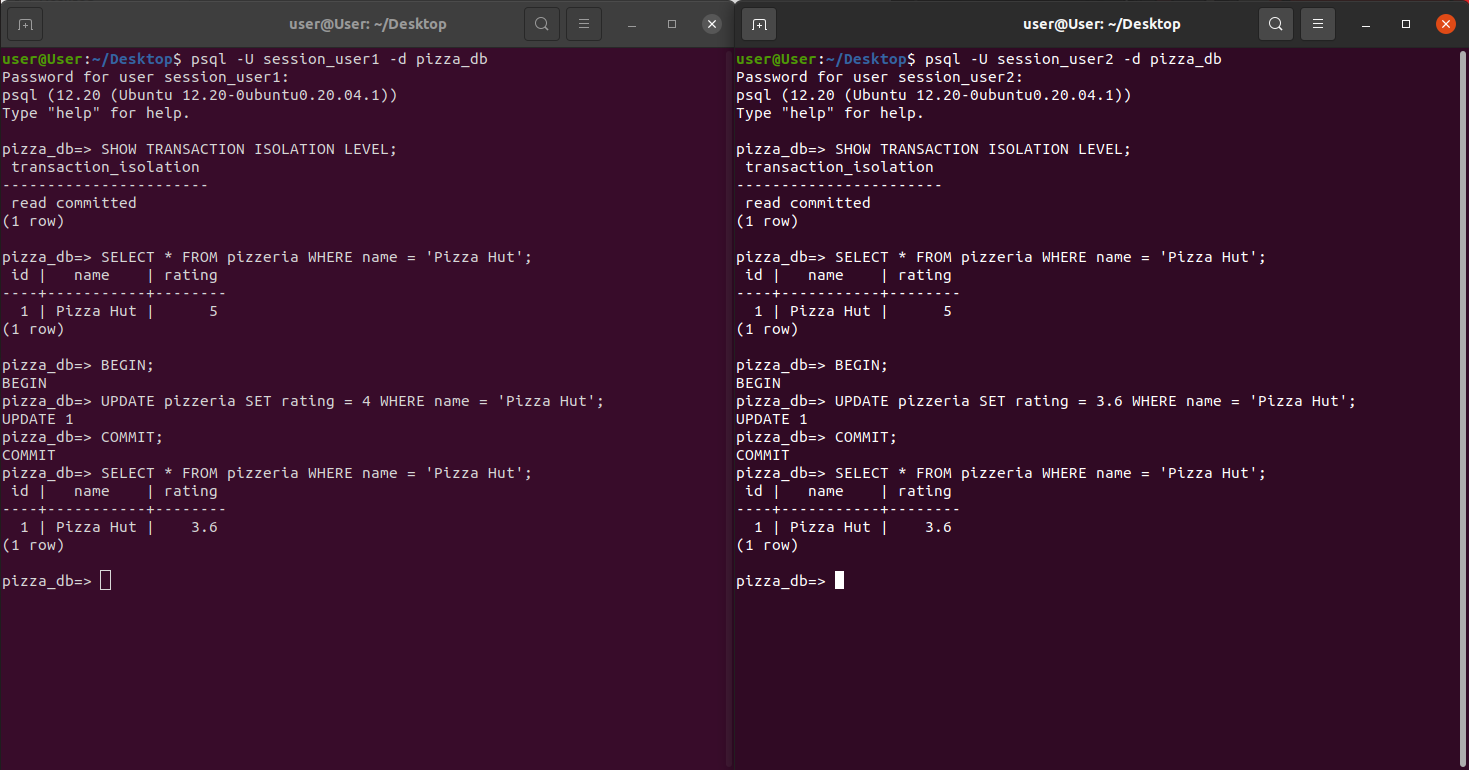 user@User: ~/Desktop
user@User:~/Desktop$ psql -U session_user1 -d pizza_db
Password for user session_user1:
psql (12.20 (Ubuntu 12.20-0ubuntu0.20.04.1))
Type "help" for help.

pizza_db=> SHOW TRANSACTION ISOLATION LEVEL;
 transaction_isolation
-----------------------
 read committed
(1 row)

pizza_db=> SELECT * FROM pizzeria WHERE name = 'Pizza Hut';
 id |   name    | rating
----+-----------+--------
  1 | Pizza Hut |      5
(1 row)

pizza_db=> BEGIN;
BEGIN
pizza_db=> UPDATE pizzeria SET rating = 4 WHERE name = 'Pizza Hut';
UPDATE 1
pizza_db=> COMMIT;
COMMIT
pizza_db=> SELECT * FROM pizzeria WHERE name = 'Pizza Hut';
 id |   name    | rating
----+-----------+--------
  1 | Pizza Hut |    3.6
(1 row)

pizza_db=>
user@User: ~/Desktop
user@User:~/Desktop$ psql -U session_user2 -d pizza_db
Password for user session_user2:
psql (12.20 (Ubuntu 12.20-0ubuntu0.20.04.1))
Type "help" for help.

pizza_db=> SHOW TRANSACTION ISOLATION LEVEL;
 transaction_isolation
-----------------------
 read committed
(1 row)

pizza_db=> SELECT * FROM pizzeria WHERE name = 'Pizza Hut';
 id |   name    | rating
----+-----------+--------
  1 | Pizza Hut |      5
(1 row)

pizza_db=> BEGIN;
BEGIN
pizza_db=> UPDATE pizzeria SET rating = 3.6 WHERE name = 'Pizza Hut';
UPDATE 1
pizza_db=> COMMIT;
COMMIT
pizza_db=> SELECT * FROM pizzeria WHERE name = 'Pizza Hut';
 id |   name    | rating
----+-----------+--------
  1 | Pizza Hut |    3.6
(1 row)

pizza_db=>